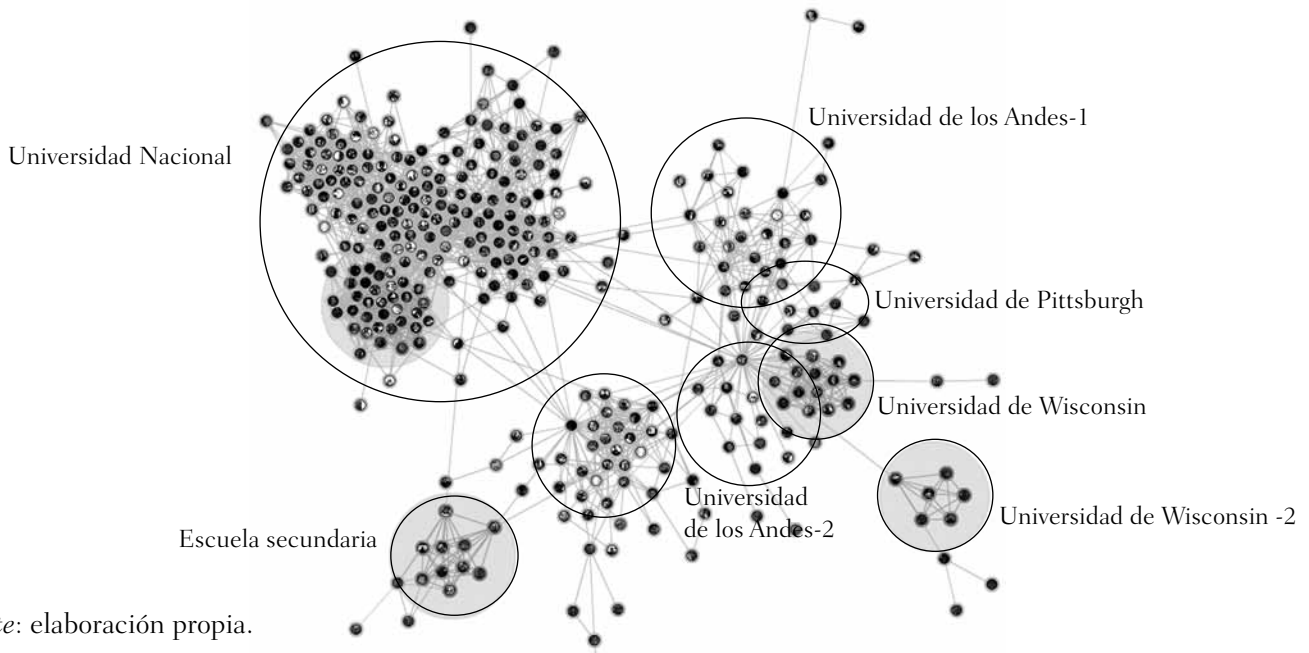 Universidad de los Andes-1
Universidad Nacional
Universidad de Pittsburgh
Universidad de Wisconsin
Universidad
de los Andes-2
Universidad de Wisconsin -2
Escuela secundaria
te: elaboración propia.